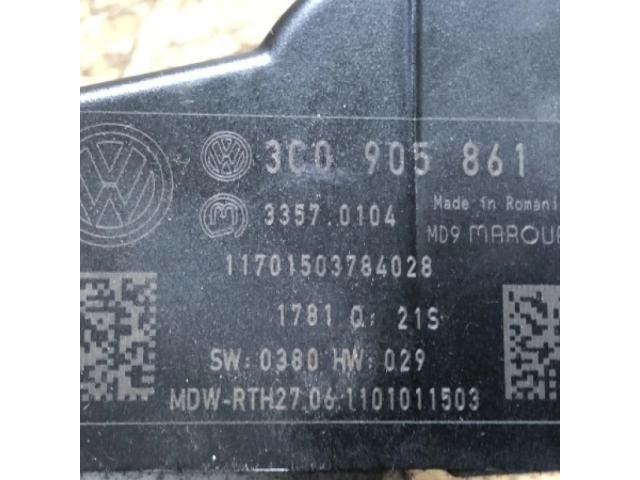 3C0 905 861
3357.0104
Made in Romani
MD9 MARQUA
11701503784028
1781 Q: 21S
SW:0380 HW:029
MDW-RTH27.06 1101011503